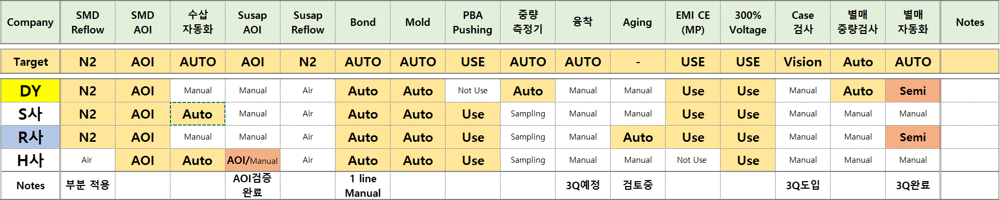 Company SMD Reflow SMD AOI 수삽 자동화 Susap AOI Susap Reflow Bond Mold PBA Pushing 중량 측정기 융착 Aging EMI CE (MP) 300% Voltage Case 검사 별매 중량검사 별매 자동화 Notes
Target N2 AOI AUTO AOI N2 AUTO AUTO USE AUTO AUTO - USE USE Vision Auto AUTO
DY N2 AOI Manual Manual Air Auto Auto Not Use Auto Manual Manual Use Use Manual Auto Semi
S사 N2 AOI Auto Manual Air Auto Auto Use Sampling Manual Manual Use Use Manual Manual Manual
R사 N2 AOI Manual Manual Air Auto Auto Use Sampling Manual Auto Use Use Manual Manual Semi
H사 Air AOI Auto AOI/Manual Air Auto Auto Use Sampling Manual Manual Not Use Use Manual Manual Manual
Notes 부분 적용 AOI검증 완료 1 line Manual 3Q예정 검토중 3Q도입 3Q완료